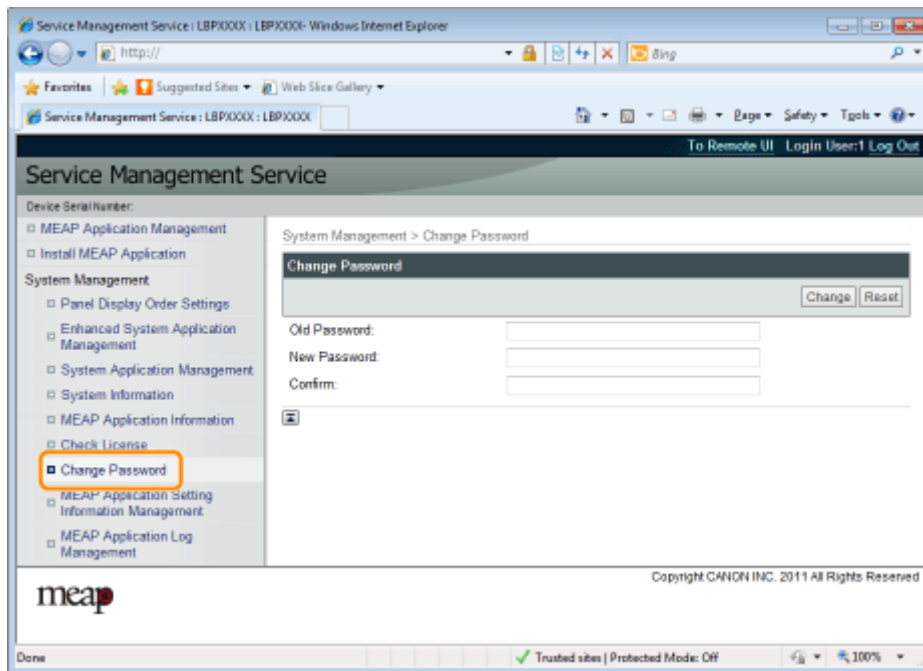 Service Management Service : LBPXXXX : LBPXXXX - Windows Internet Explorer
http://
Bing
Favorites
Suggested Sites
Web Slice Gallery
Service Management Service : LBPXXXX : LBPXXXX
Page
Safety
Tools
To Remote UI Login User:1 Log Out
Service Management Service
Device Serial Number:
MEAP Application Management
Install MEAP Application
System Management
Panel Display Order Settings
Enhanced System Application
Management
System Application Management
System Information
MEAP Application Information
Check License
Change Password
MEAP Application Setting
Information Management
MEAP Application Log
Management
System Management > Change Password
Change Password
Change Reset
Old Password:
New Password:
Confirm:
meap
Copyright CANON INC. 2011 All Rights Reserved
Done
Trusted sites | Protected Mode: Off
100%